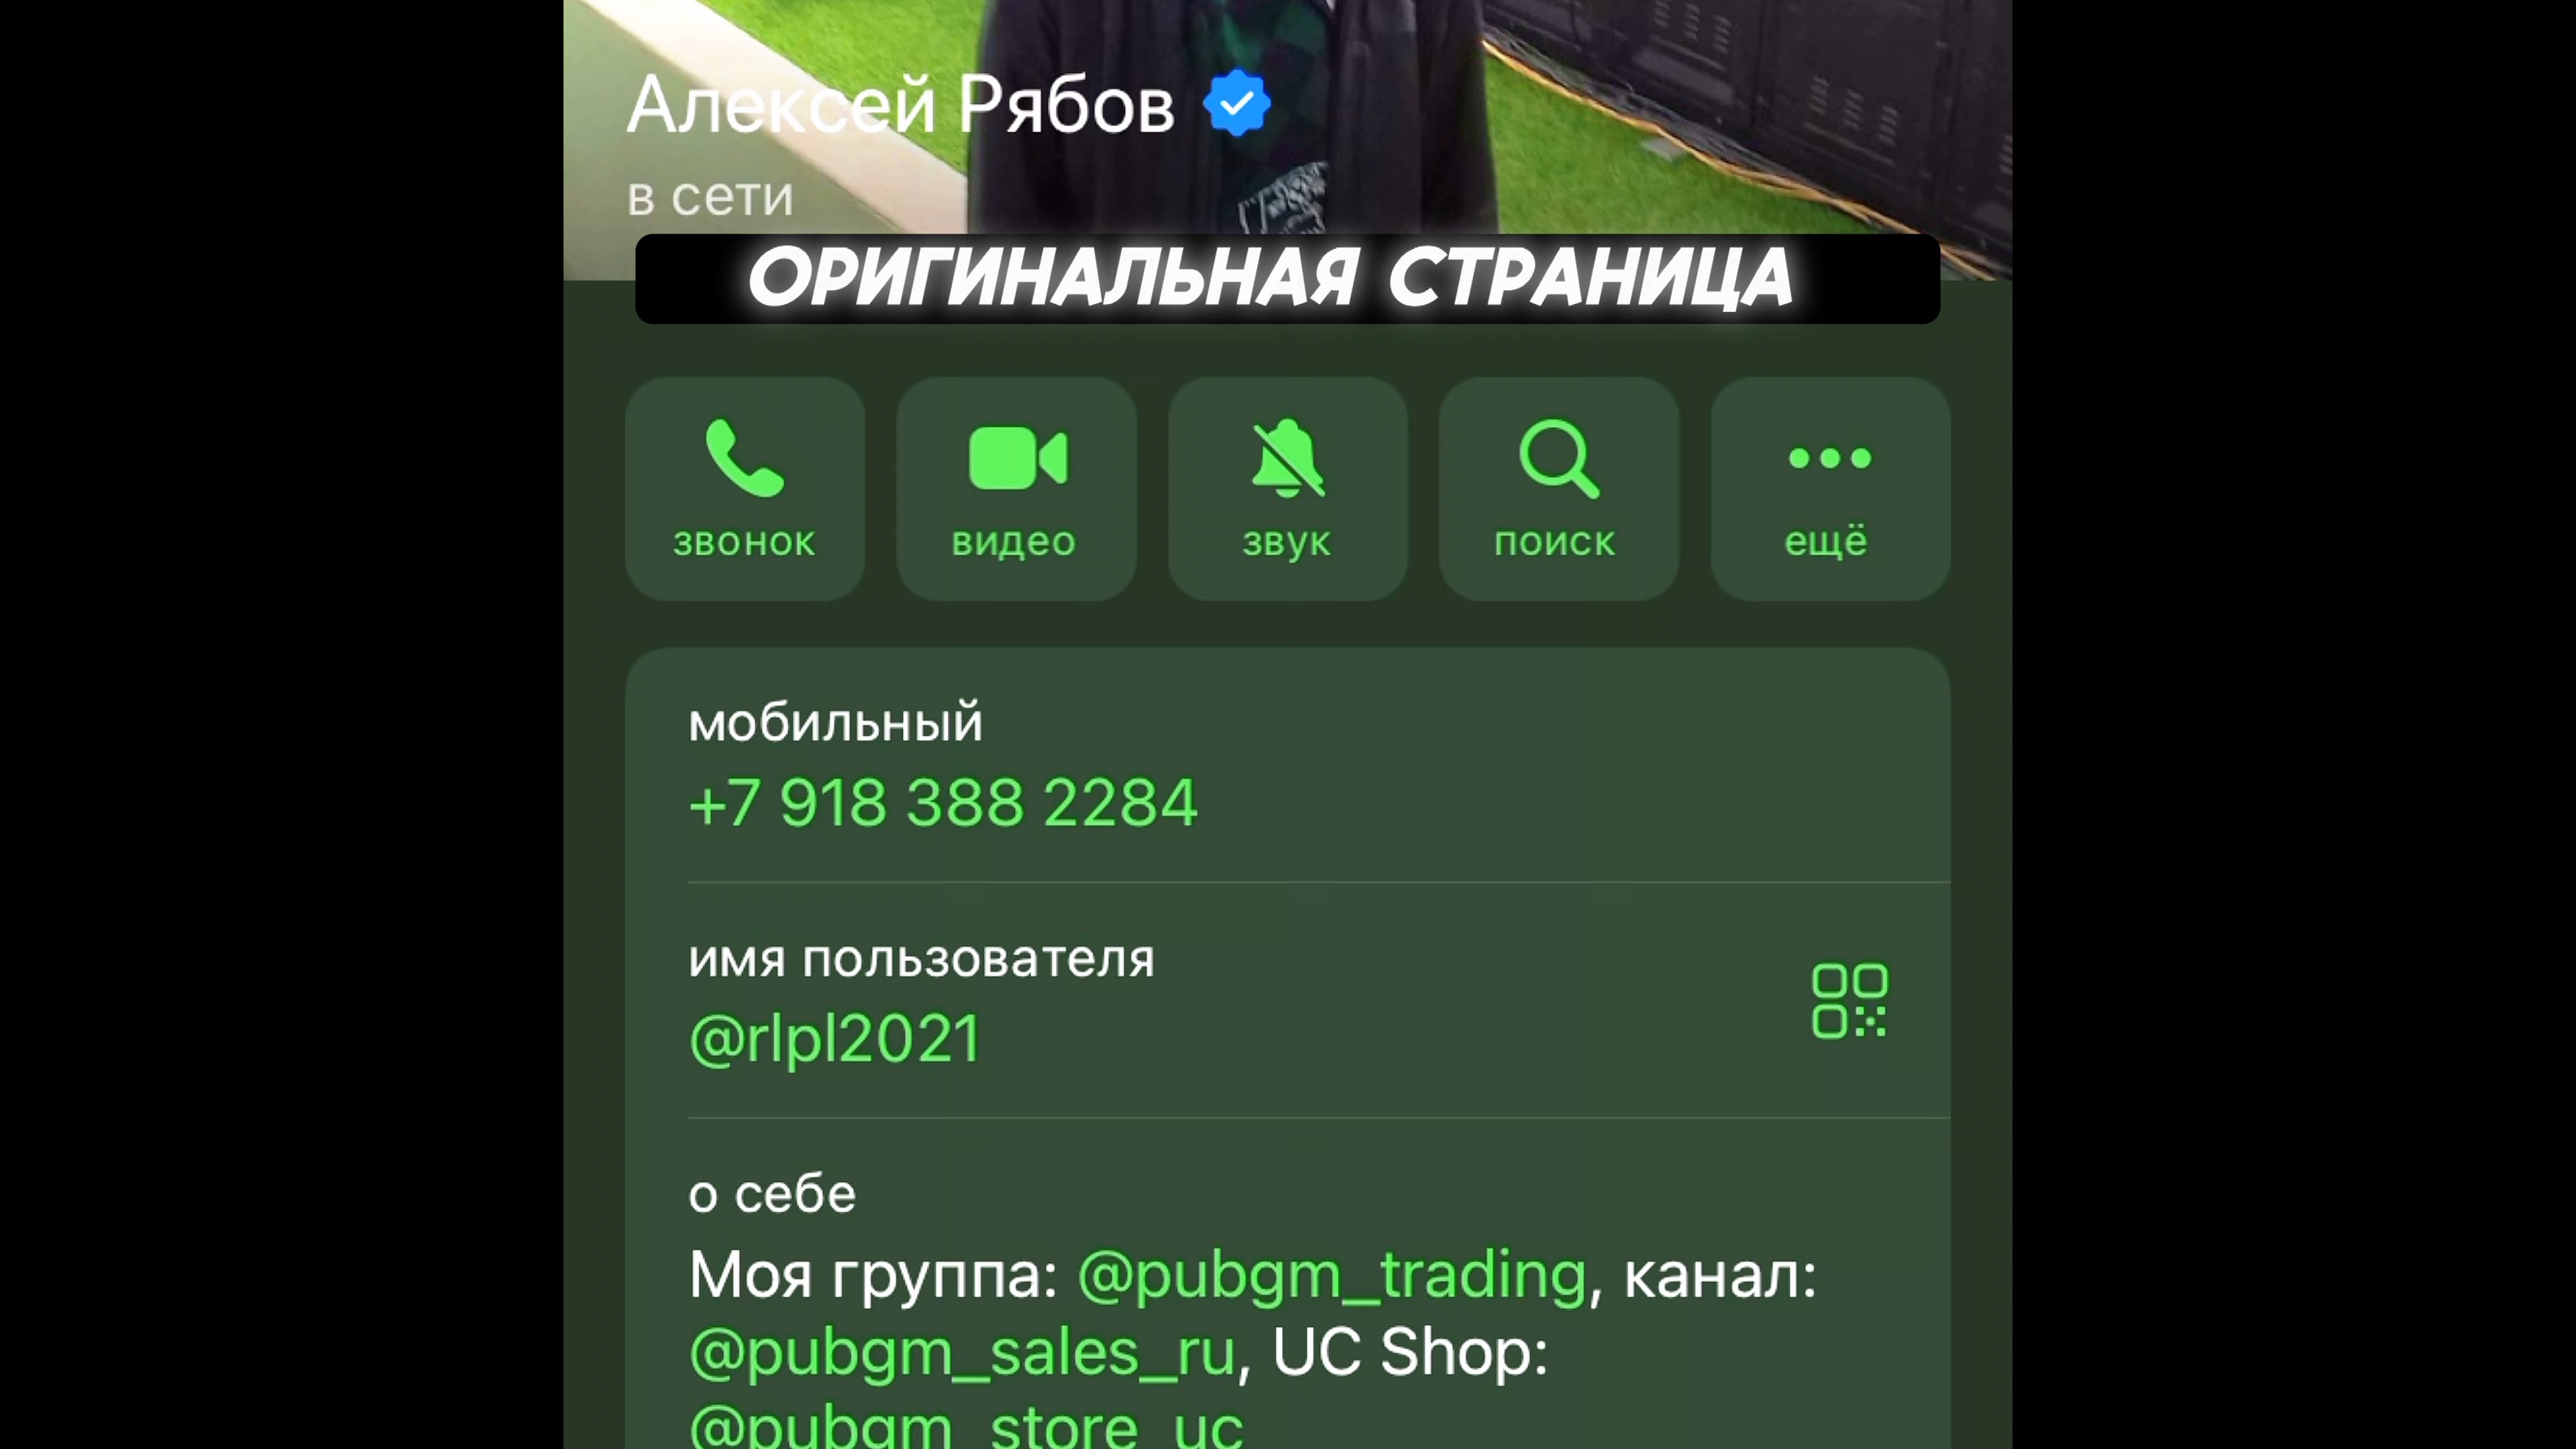 Алексей Рябов
в сети
ОРИГИНАЛЬНАЯ СТРАНИЦА
звонок
видео
звук
поиск
ещё
мобильный
+7 918 388 2284
имя пользователя
@rlpl2021
о себе
Моя группа: @pubgm_trading, канал:
@pubgm_sales_ru, UC Shop:
@pubgm_store_uc